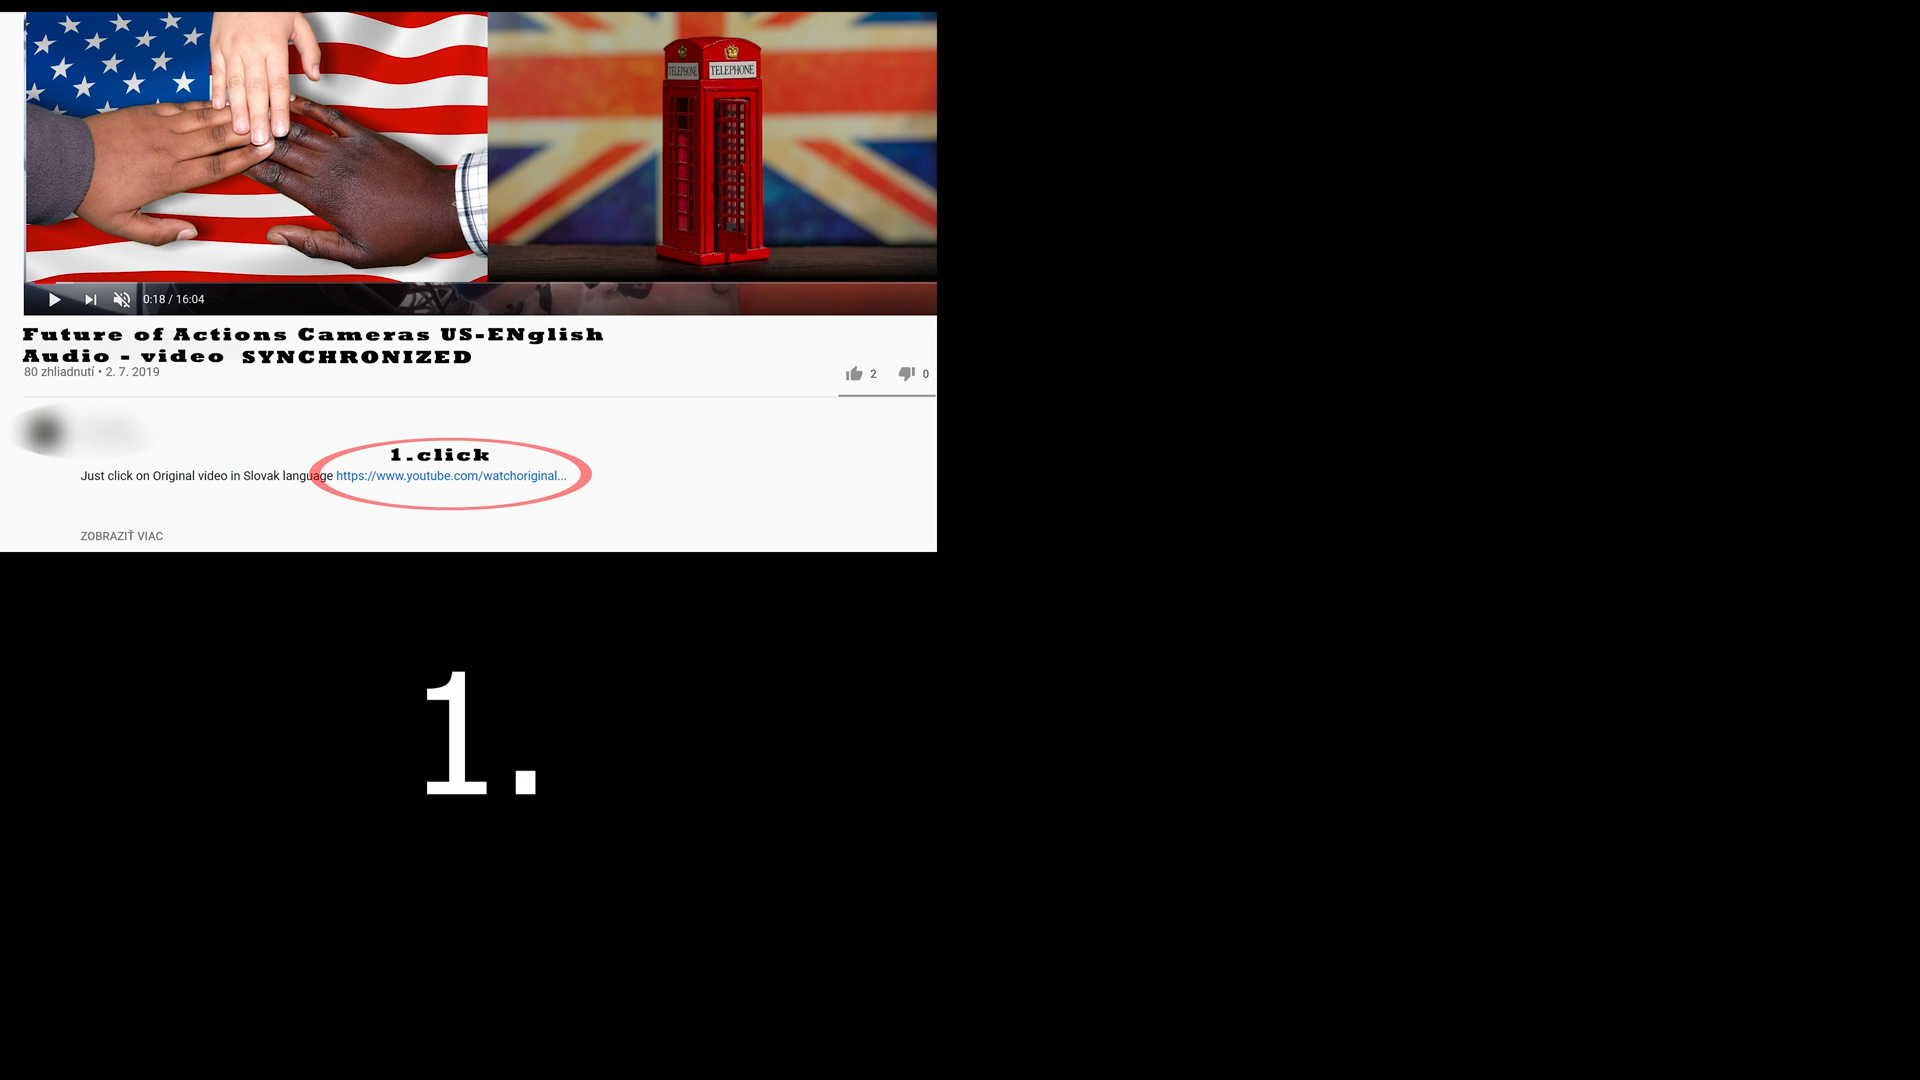 TELEPHONE TELEPHONE
0:18 / 16:04
Future of Actions Cameras US-ENglish
Audio - video SYNCHRONIZED
80 zhliadnutí • 2. 7. 2019
2 0
1.click
Just click on Original video in Slovak language https://www.youtube.com/watchoriginal...
ZOBRAZIŤ VIAC
1.